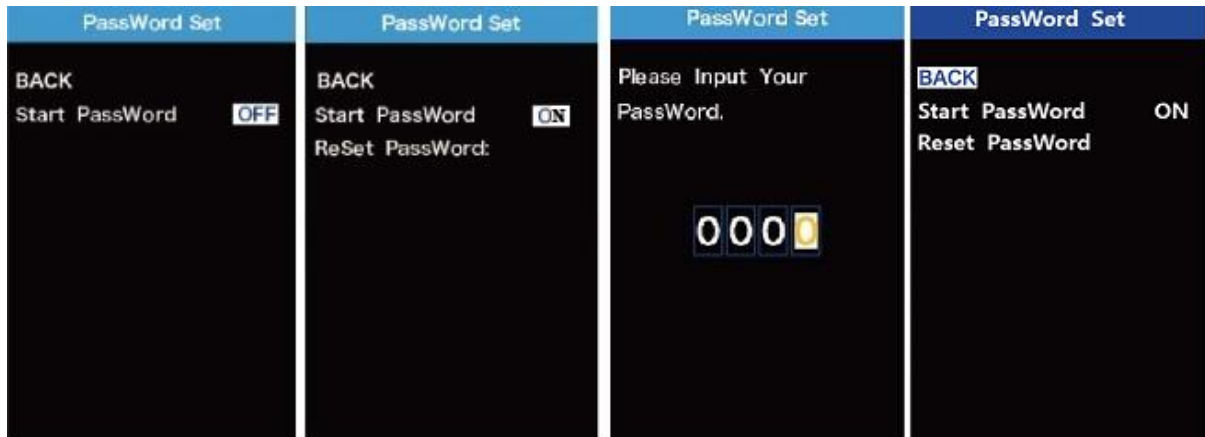 PassWord Set
BACK
Start PassWord OFF
PassWord Set
BACK
Start PassWord ON
ReSet PassWord:
PassWord Set
Please Input Your
PassWord.
0000
PassWord Set
BACK
Start PassWord ON
Reset PassWord